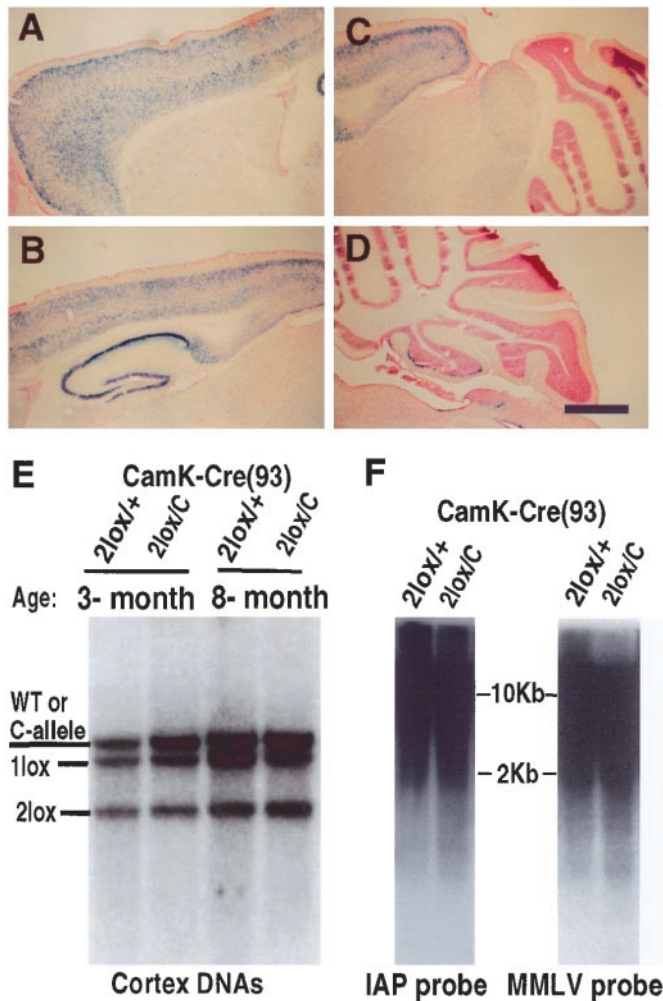 A
C
B
D
E
CamK-Cre(93)
2lox/+
2lox/C
2lox/+
2lox/C
Age: 3- month 8- month
WT or
C-allele
1lox
2lox
Cortex DNAs
F
CamK-Cre(93)
2lox/+
2lox/C
2lox/+
2lox/C
10Kb
2Kb
IAP probe MMLV probe